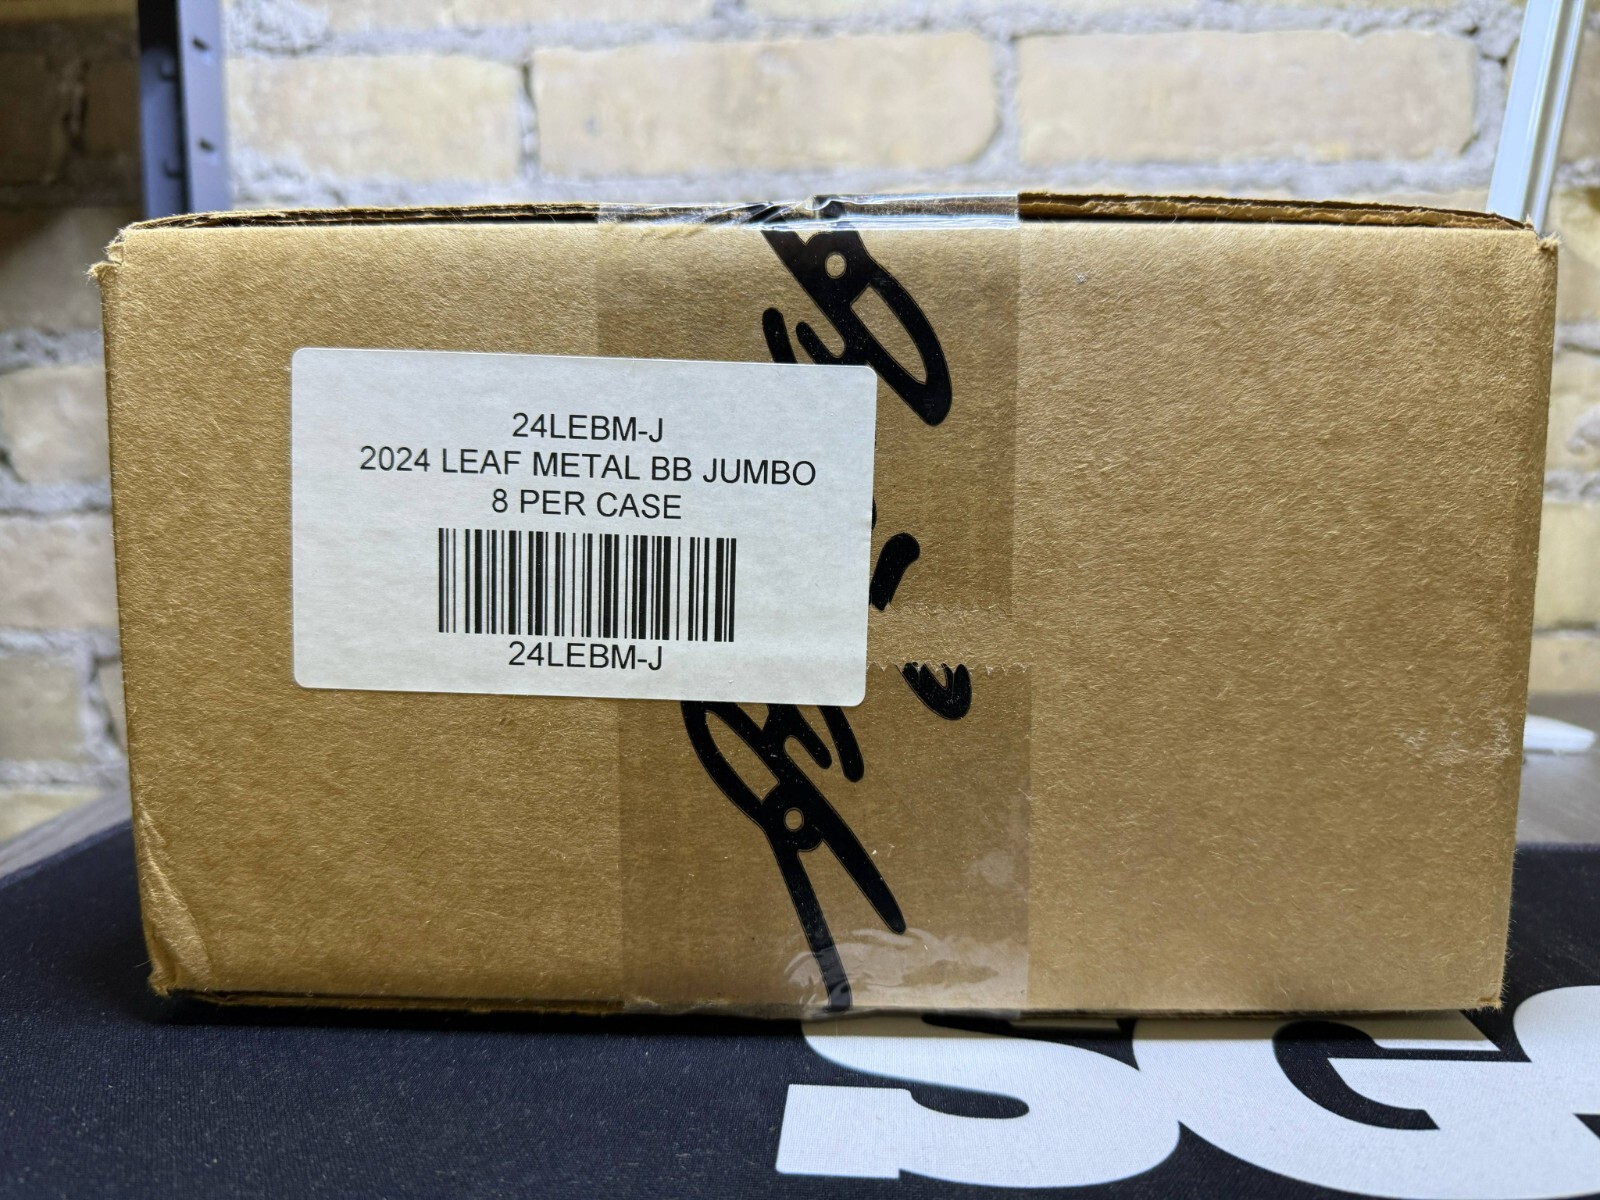 24LEBM-J
2024 LEAF METAL BB JUMBO
8 PER CASE
24LEBM-J